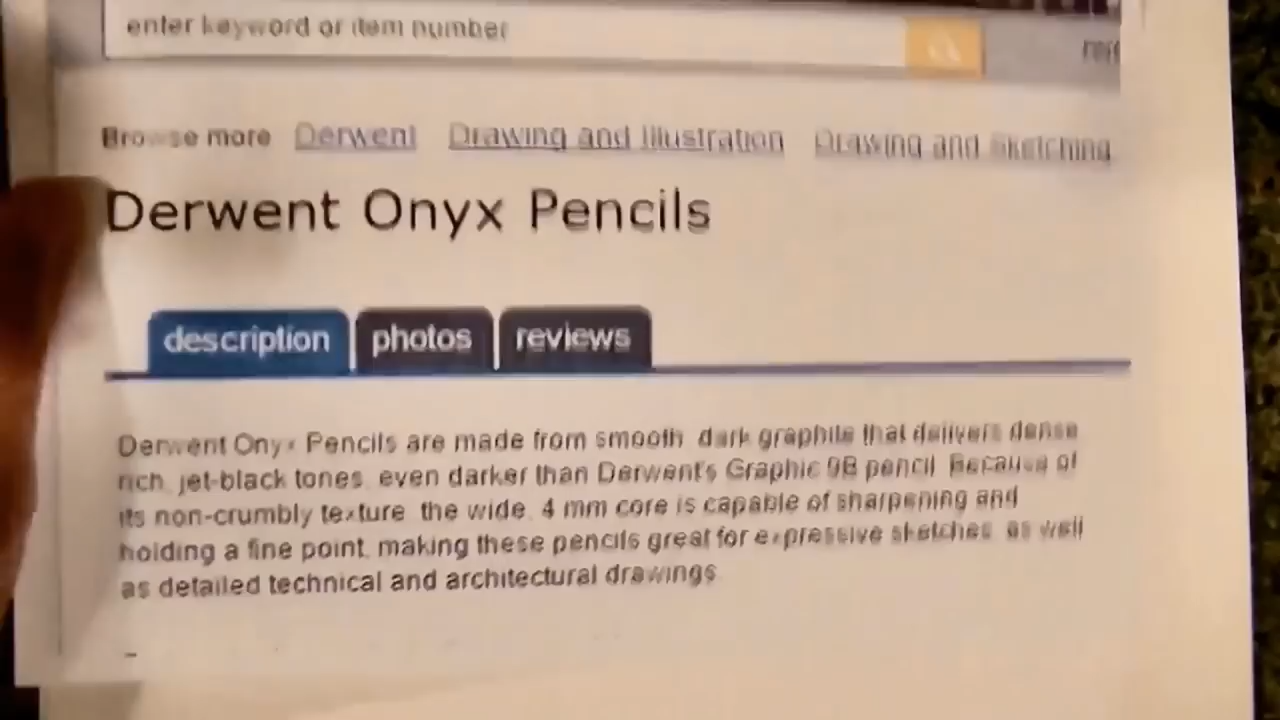 enter keyword or item number
Browse more Derwent Drawing and Illustration Drawing and Sketching
Derwent Onyx Pencils
description photos reviews
Derwent Onyx Pencils are made from smooth, dark graphite that delivers dense
rich, jet-black tones, even darker than Derwent's Graphic 9B pencil. Because of
its non-crumbly texture, the wide, 4 mm core is capable of sharpening and
holding a fine point, making these pencils great for expressive sketches, as well
as detailed technical and architectural drawings.